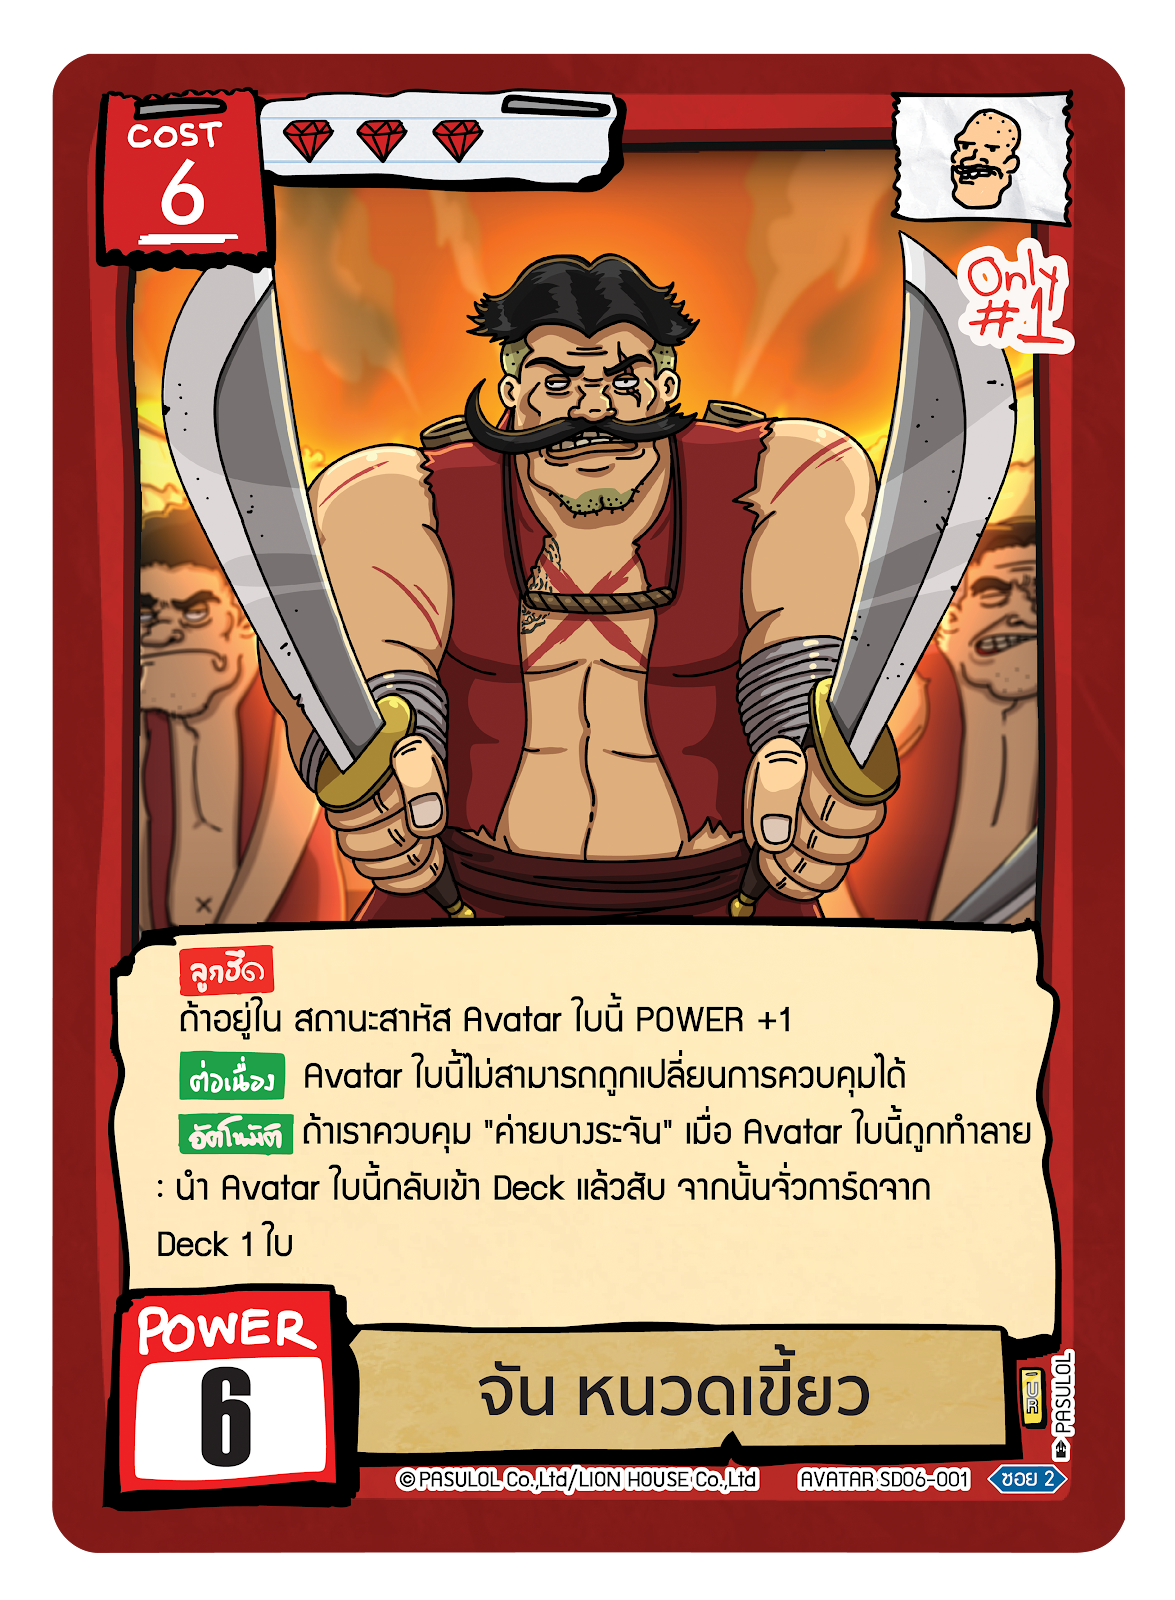 COST
6
Only
#1
ลูกฮึด
ถ้าอยู่ใน สถานะสาหัส Avatar ใบนี้ POWER +1
ต่อเนื่อง Avatar ใบนี้ไม่สามารถถูกเปลี่ยนการควบคุมได้
อัตโนมัติ ถ้าเราควบคุม "ค่ายบางระจัน" เมื่อ Avatar ใบนี้ถูกทำลาย
: นำ Avatar ใบนี้กลับเข้า Deck แล้วสับ จากนั้นจั่วการ์ดจาก
Deck 1 ใบ
POWER
6
จัน หนวดเขี้ยว
UR
PASULOL
© PASULOL Co.,Ltd/LION HOUSE Co.,Ltd
AVATAR SD06-001
ซอย 2